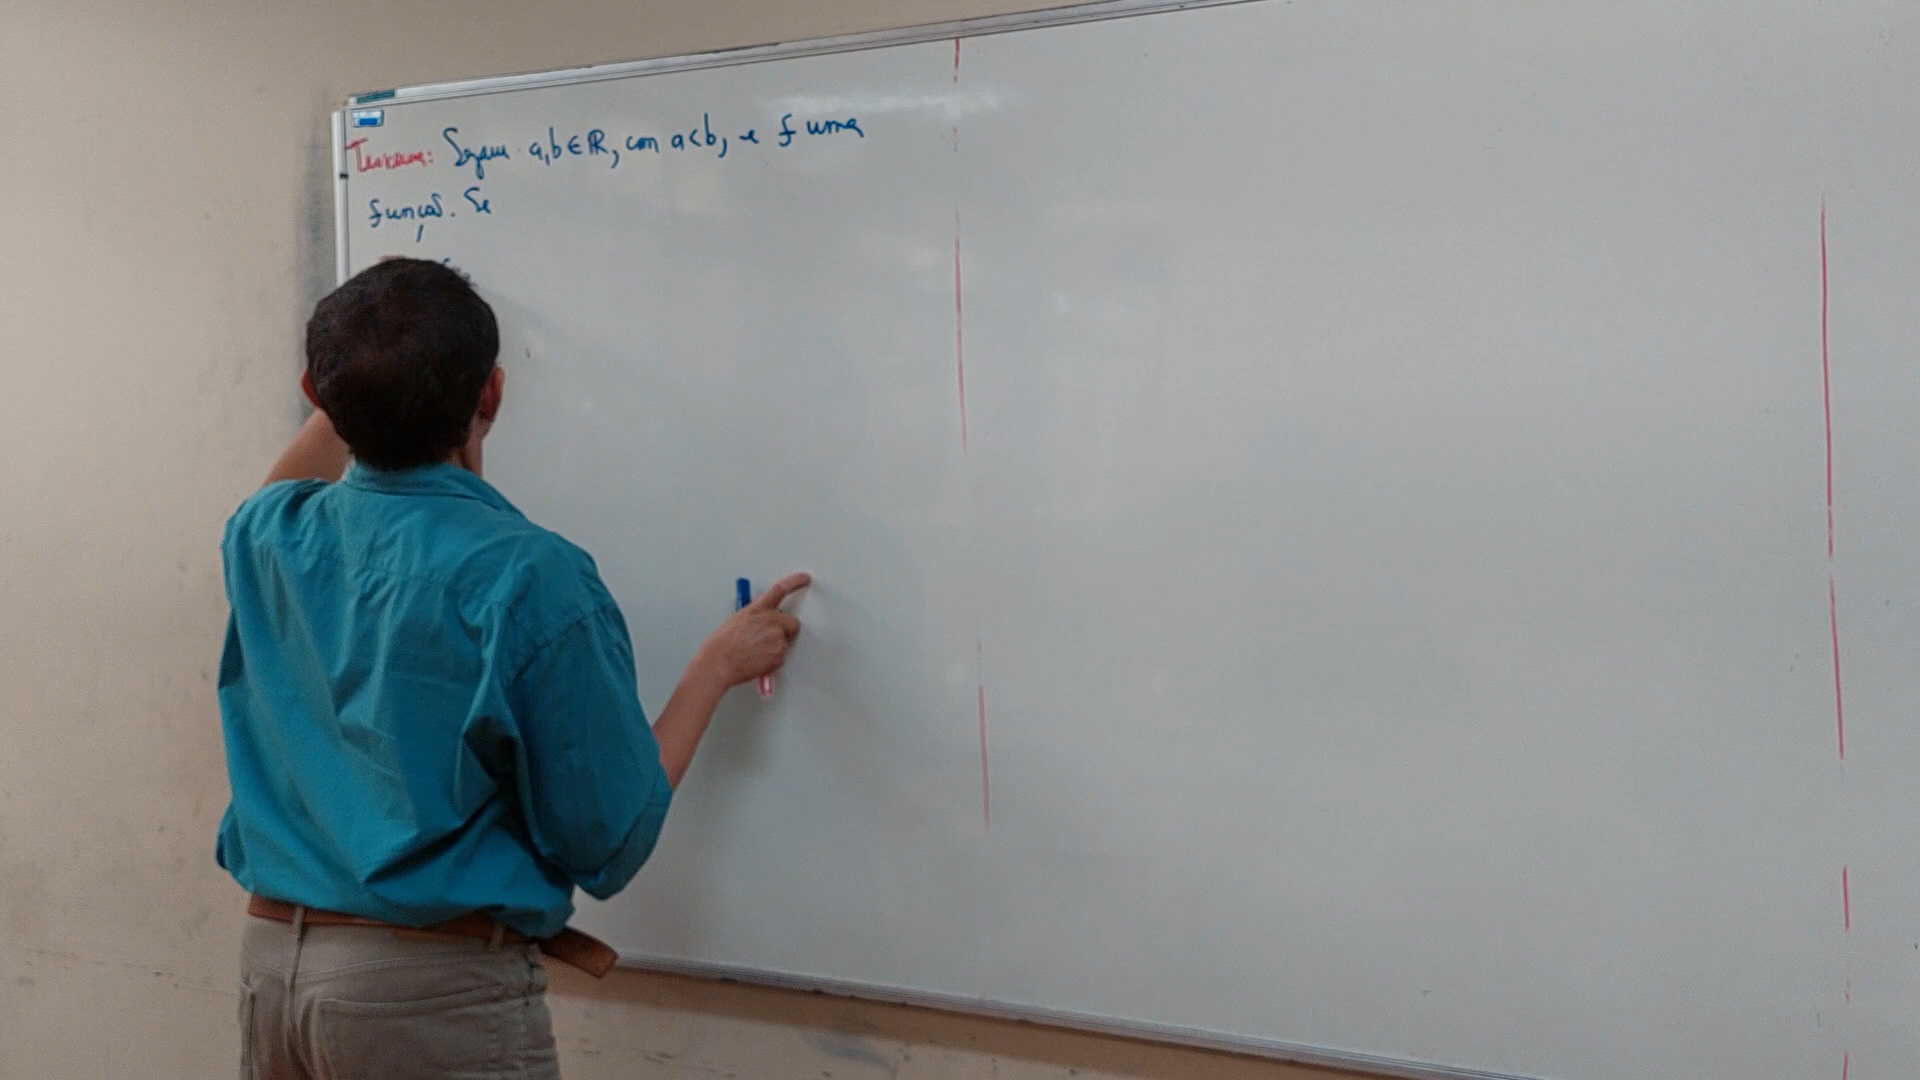 Teorema: Sejam a,b ∈ ℝ, com a<b, e f uma
função. Se